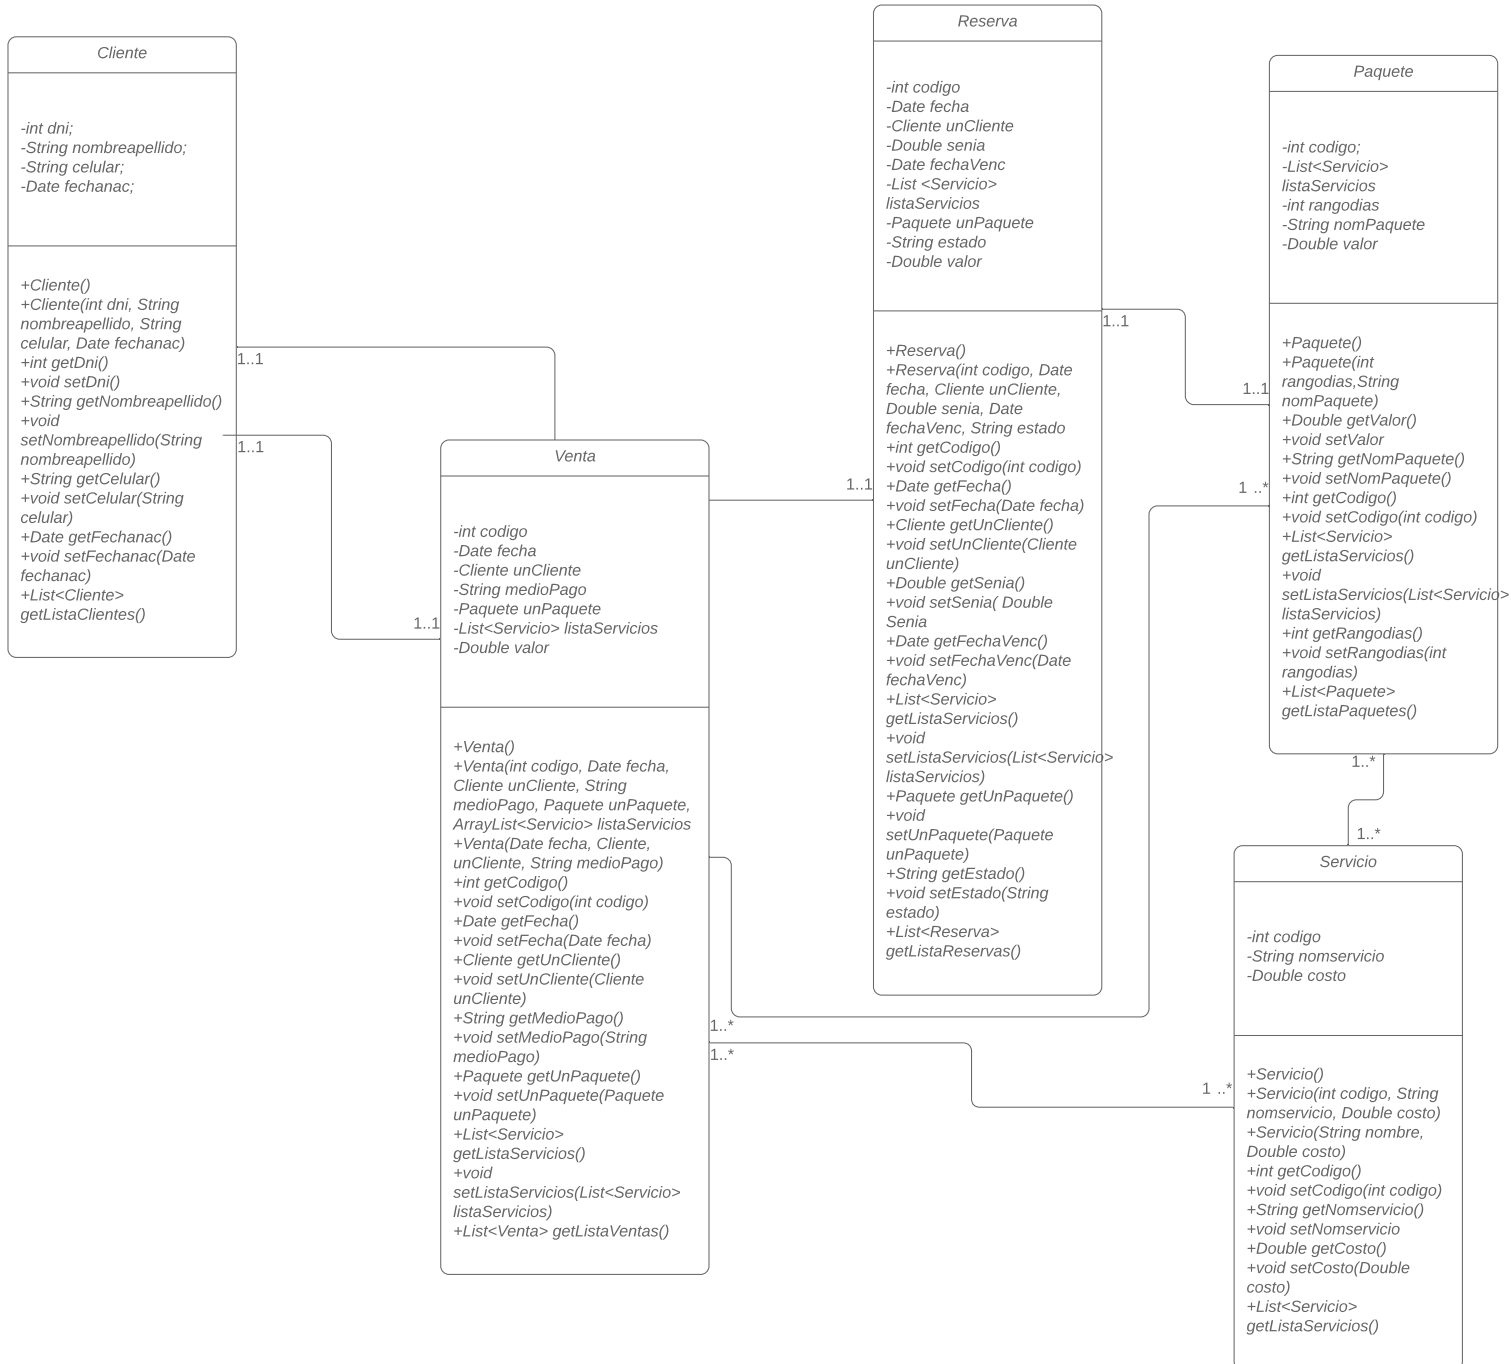 Cliente
-int dni;
-String nombreapellido;
-String celular;
-Date fechanac;
+Cliente()
+Cliente(int dni, String
nombreapellido, String
celular, Date fechanac)
+int getDni()
+void setDni()
+String getNombreapellido()
+void
setNombreapellido(String
nombreapellido)
+String getCelular()
+void setCelular(String
celular)
+Date getFechanac()
+void setFechanac(Date
fechanac)
+List<Cliente>
getListaClientes()
1..1
1..1
1..1
Venta
-int codigo
-Date fecha
-Cliente unCliente
-String medioPago
-Paquete unPaquete
-List<Servicio> listaServicios
-Double valor
+Venta()
+Venta(int codigo, Date fecha,
Cliente unCliente, String
medioPago, Paquete unPaquete,
ArrayList<Servicio> listaServicios
+Venta(Date fecha, Cliente,
unCliente, String medioPago)
+int getCodigo()
+void setCodigo(int codigo)
+Date getFecha()
+void setFecha(Date fecha)
+Cliente getUnCliente()
+void setUnCliente(Cliente
unCliente)
+String getMedioPago()
+void setMedioPago(String
medioPago)
+Paquete getUnPaquete()
+void setUnPaquete(Paquete
unPaquete)
+List<Servicio>
getListaServicios()
+void
setListaServicios(List<Servicio>
listaServicios)
+List<Venta> getListaVentas()
1..1
1..*
1..*
Reserva
-int codigo
-Date fecha
-Cliente unCliente
-Double senia
-Date fechaVenc
-List <Servicio>
listaServicios
-Paquete unPaquete
-String estado
-Double valor
+Reserva()
+Reserva(int codigo, Date
fecha, Cliente unCliente,
Double senia, Date
fechaVenc, String estado
+int getCodigo()
+void setCodigo(int codigo)
+Date getFecha()
+void setFecha(Date fecha)
+Cliente getUnCliente()
+void setUnCliente(Cliente
unCliente)
+Double getSenia()
+void setSenia( Double
Senia
+Date getFechaVenc()
+void setFechaVenc(Date
fechaVenc)
+List<Servicio>
getListaServicios()
+void
setListaServicios(List<Servicio>
listaServicios)
+Paquete getUnPaquete()
+void
setUnPaquete(Paquete
unPaquete)
+String getEstado()
+void setEstado(String
estado)
+List<Reserva>
getListaReservas()
1..1
1..1
1 ..*
Paquete
-int codigo;
-List<Servicio>
listaServicios
-int rangodias
-String nomPaquete
-Double valor
+Paquete()
+Paquete(int
rangodias,String
nomPaquete)
+Double getValor()
+void setValor
+String getNomPaquete()
+void setNomPaquete()
+int getCodigo()
+void setCodigo(int codigo)
+List<Servicio>
getListaServicios()
+void
setListaServicios(List<Servicio>
listaServicios)
+int getRangodias()
+void setRangodias(int
rangodias)
+List<Paquete>
getListaPaquetes()
1..*
1..*
1 ..*
Servicio
-int codigo
-String nomservicio
-Double costo
+Servicio()
+Servicio(int codigo, String
nomservicio, Double costo)
+Servicio(String nombre,
Double costo)
+int getCodigo()
+void setCodigo(int codigo)
+String getNomservicio()
+void setNomservicio
+Double getCosto()
+void setCosto(Double
costo)
+List<Servicio>
getListaServicios()